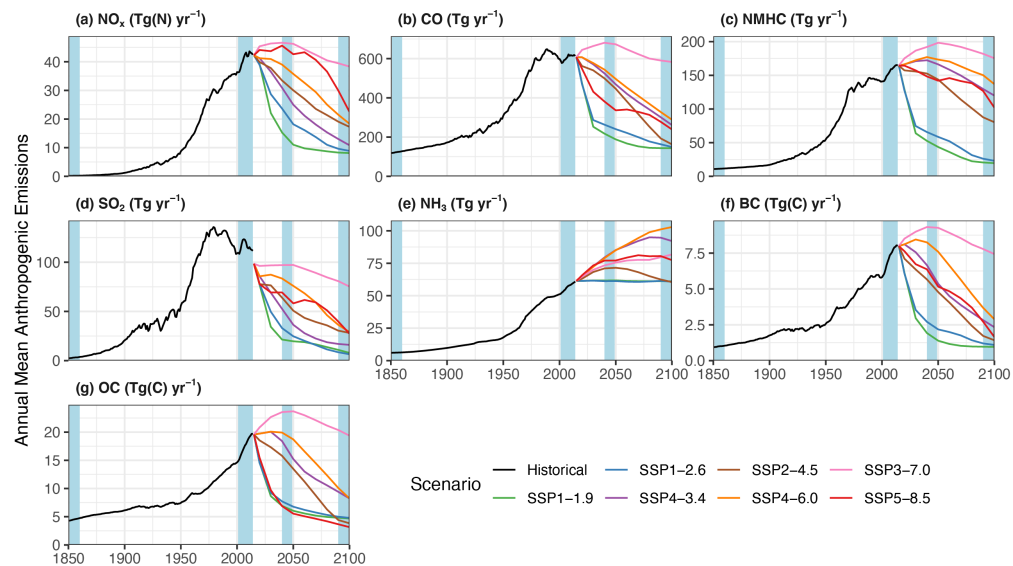 (a) NOₓ (Tg(N) yr⁻¹)
(b) CO (Tg yr⁻¹)
(c) NMHC (Tg yr⁻¹)
40
30
20
10
0
600
400
200
0
200
150
100
50
0
(d) SO₂ (Tg yr⁻¹)
(e) NH₃ (Tg yr⁻¹)
(f) BC (Tg(C) yr⁻¹)
Annual Mean Anthropogenic Emissions
100
50
0
100
75
50
25
0
7.5
5.0
2.5
0.0
1850 1900 1950 2000 2050 2100
1850 1900 1950 2000 2050 2100
(g) OC (Tg(C) yr⁻¹)
20
15
10
5
0
1850 1900 1950 2000 2050 2100
Scenario
Historical SSP1−2.6 SSP2−4.5 SSP3−7.0
SSP1−1.9 SSP4−3.4 SSP4−6.0 SSP5−8.5